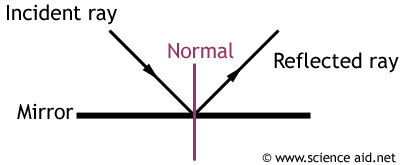 Incident ray
Normal
Reflected ray
Mirror
© www.science aid.net